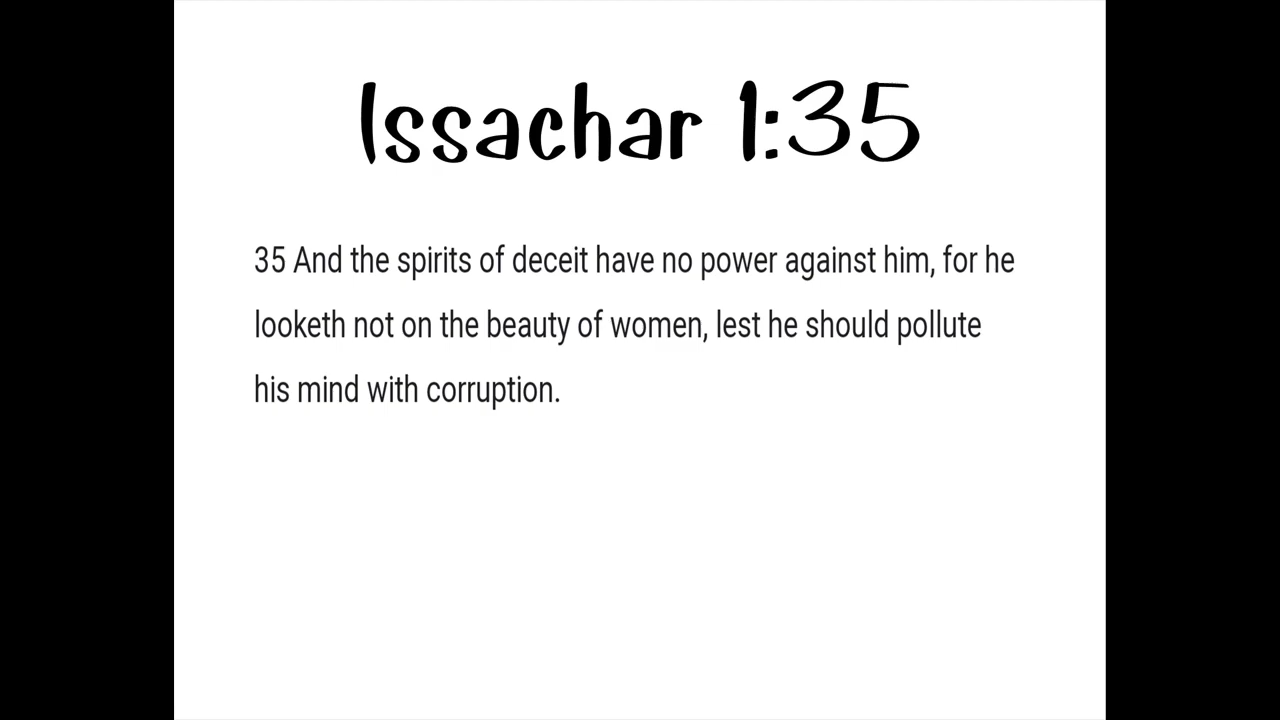 Issachar 1:35
35 And the spirits of deceit have no power against him, for he
looketh not on the beauty of women, lest he should pollute
his mind with corruption.